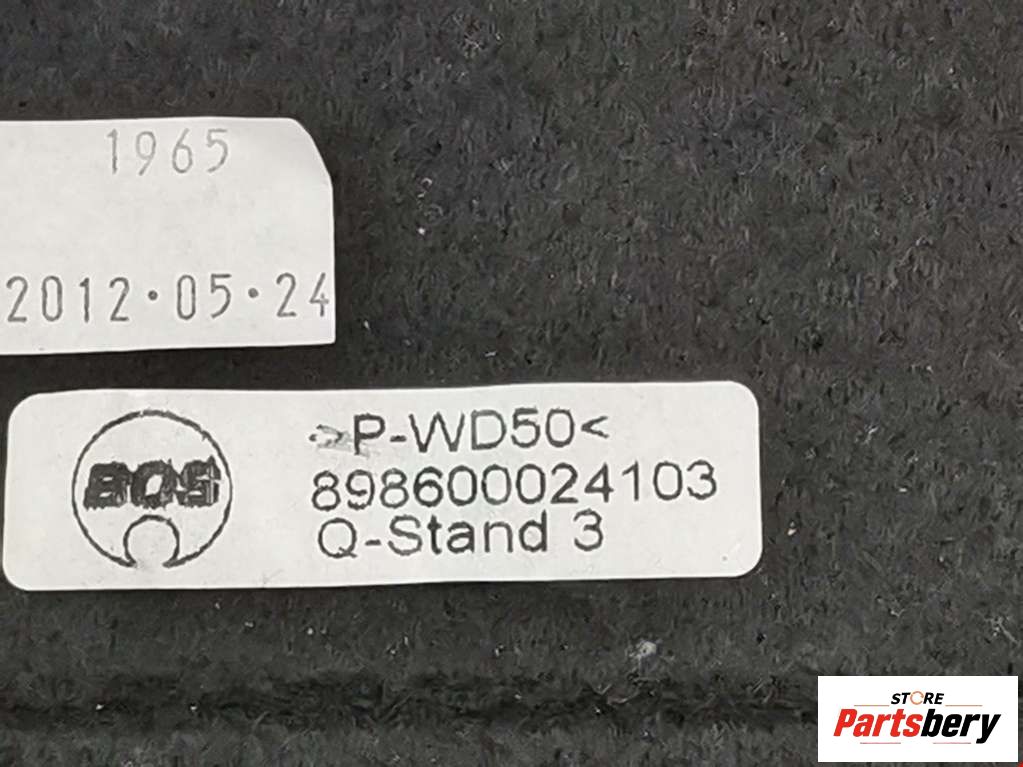 1965
2012·05·24
BOS
>P-WD50<
898600024103
Q-Stand 3
STORE
Partsbery